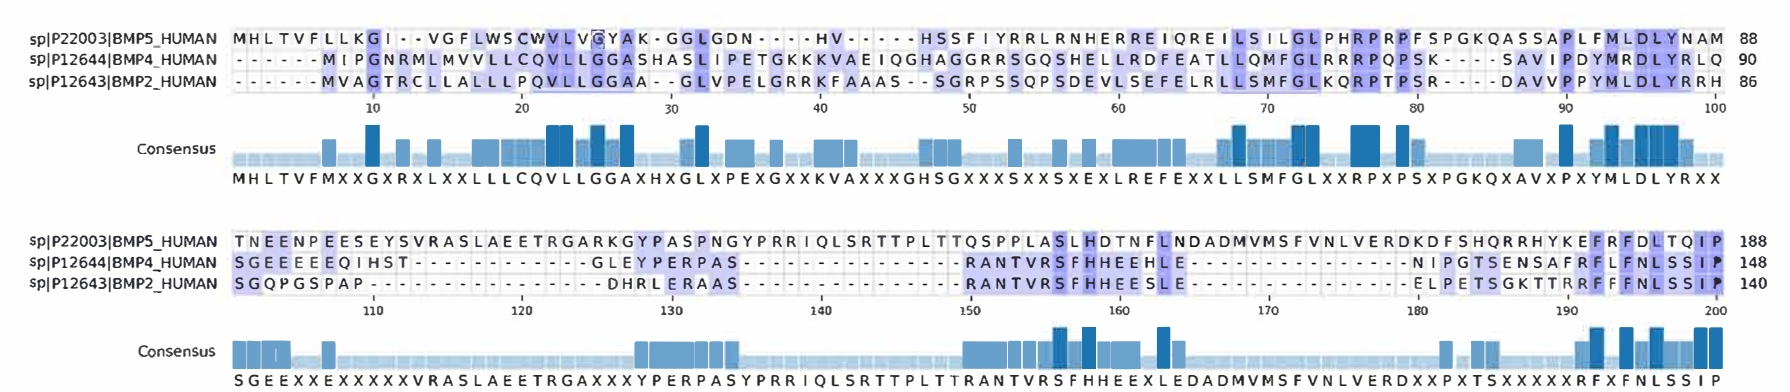 sp|P22003|BMP5_HUMAN MHLTVFLLKGI--VGFLWSCWVLVGYAK-GGLGDN----HV-----HSSFIYRRLRNHERREIQREILSILGLPHRPRPFSPGKQASSAPLFMLDLYNAM 88
sp|P12644|BMP4_HUMAN ------MIPGNRMLMVVLLCQVLLGGASHASLIPETGKKKVAEIQGHAGGRRSGQSHELLRDFEATLLQMFGLRRRPQPSK----SAVIPDYMRDLYRLQ 90
sp|P12643|BMP2_HUMAN ------MVAGTRCLLALLLPQVLLGGAA--GLVPELGRRKFAAAS--SGRPSSQPSDEVLSEFELRLLSMFGLKQRPTPSR----DAVVPPYMLDLYRRH 86
10 20 30 40 50 60 70 80 90 100
Consensus
MHLTVFMXXGXRXLXXLLLCQVLLGGAXHXGLXPEXGXXKVAXXXGHSGXXXSXXSXEXLREFEXXLLSMFGLXXRPXPSXPGKQXAVXPXYMLDLYRXX
sp|P22003|BMP5_HUMAN TNEENPEESEYSVRASLAEETRGARKGYPASPNGYPRRIQLSRTTPLTTQSPPLASLHDTNFLNDADMVMSFVNLVERDKDFSHQRRHYKEFRFDLTQIP 188
sp|P12644|BMP4_HUMAN SGEEEEEQIHST------------GLEYPERPAS---------------RANTVRSFHHEEHLE---------------NIPGTSENSAFRFLFNLSSIP 148
sp|P12643|BMP2_HUMAN SGQPGSPAP----------------DHRLERAAS---------------RANTVRSFHHEESLE---------------ELPETSGKTTRRFFFNLSSIP 140
110 120 130 140 150 160 170 180 190 200
Consensus
SGEEXXEXXXXXVRASLAEETRGAXXXYPERPASYPRRIQLSRTTPLTTRANTVRSFHHEEXLEDADMVMSFVNLVERDXXPXTSXXXXXRFXFNLSSIP